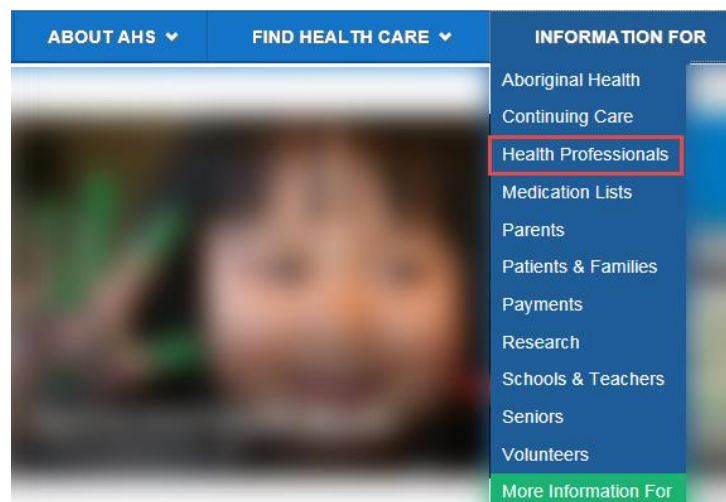 ABOUT AHS
FIND HEALTH CARE
INFORMATION FOR
Aboriginal Health
Continuing Care
Health Professionals
Medication Lists
Parents
Patients & Families
Payments
Research
Schools & Teachers
Seniors
Volunteers
More Information For